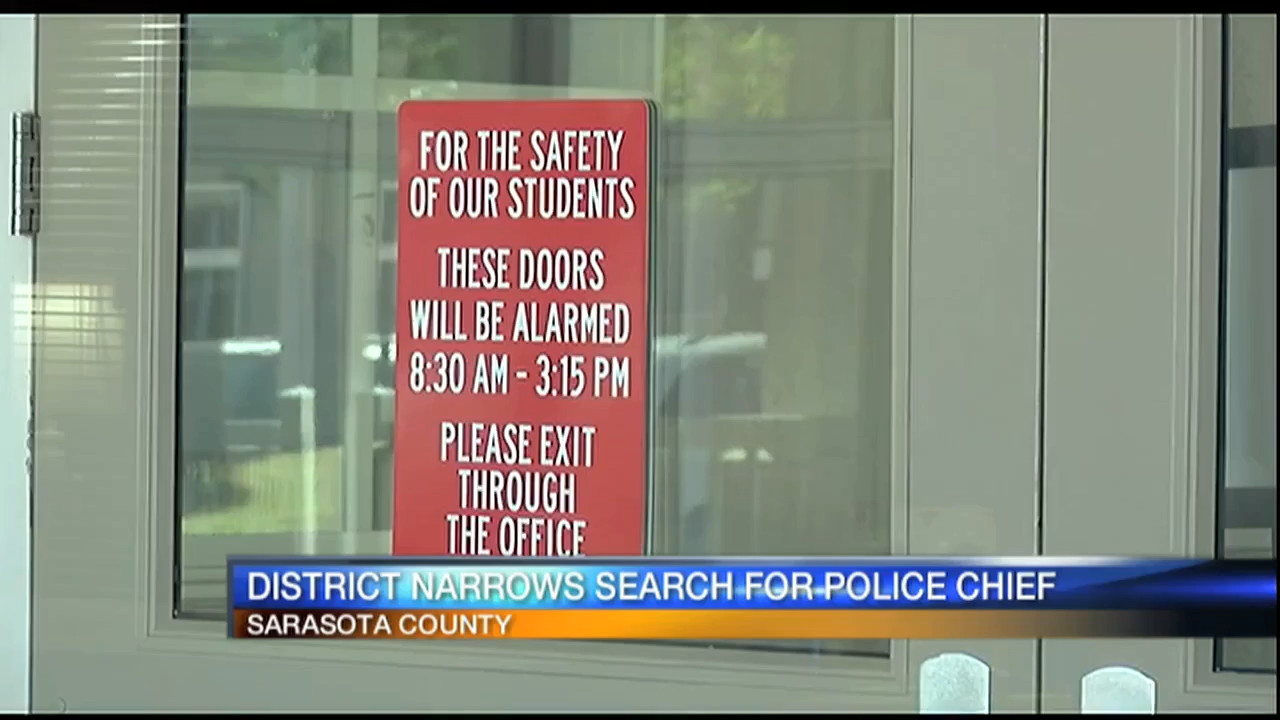 FOR THE SAFETY
OF OUR STUDENTS
THESE DOORS
WILL BE ALARMED
8:30 AM - 3:15 PM
PLEASE EXIT
THROUGH
THE OFFICE
DISTRICT NARROWS SEARCH FOR POLICE CHIEF
SARASOTA COUNTY